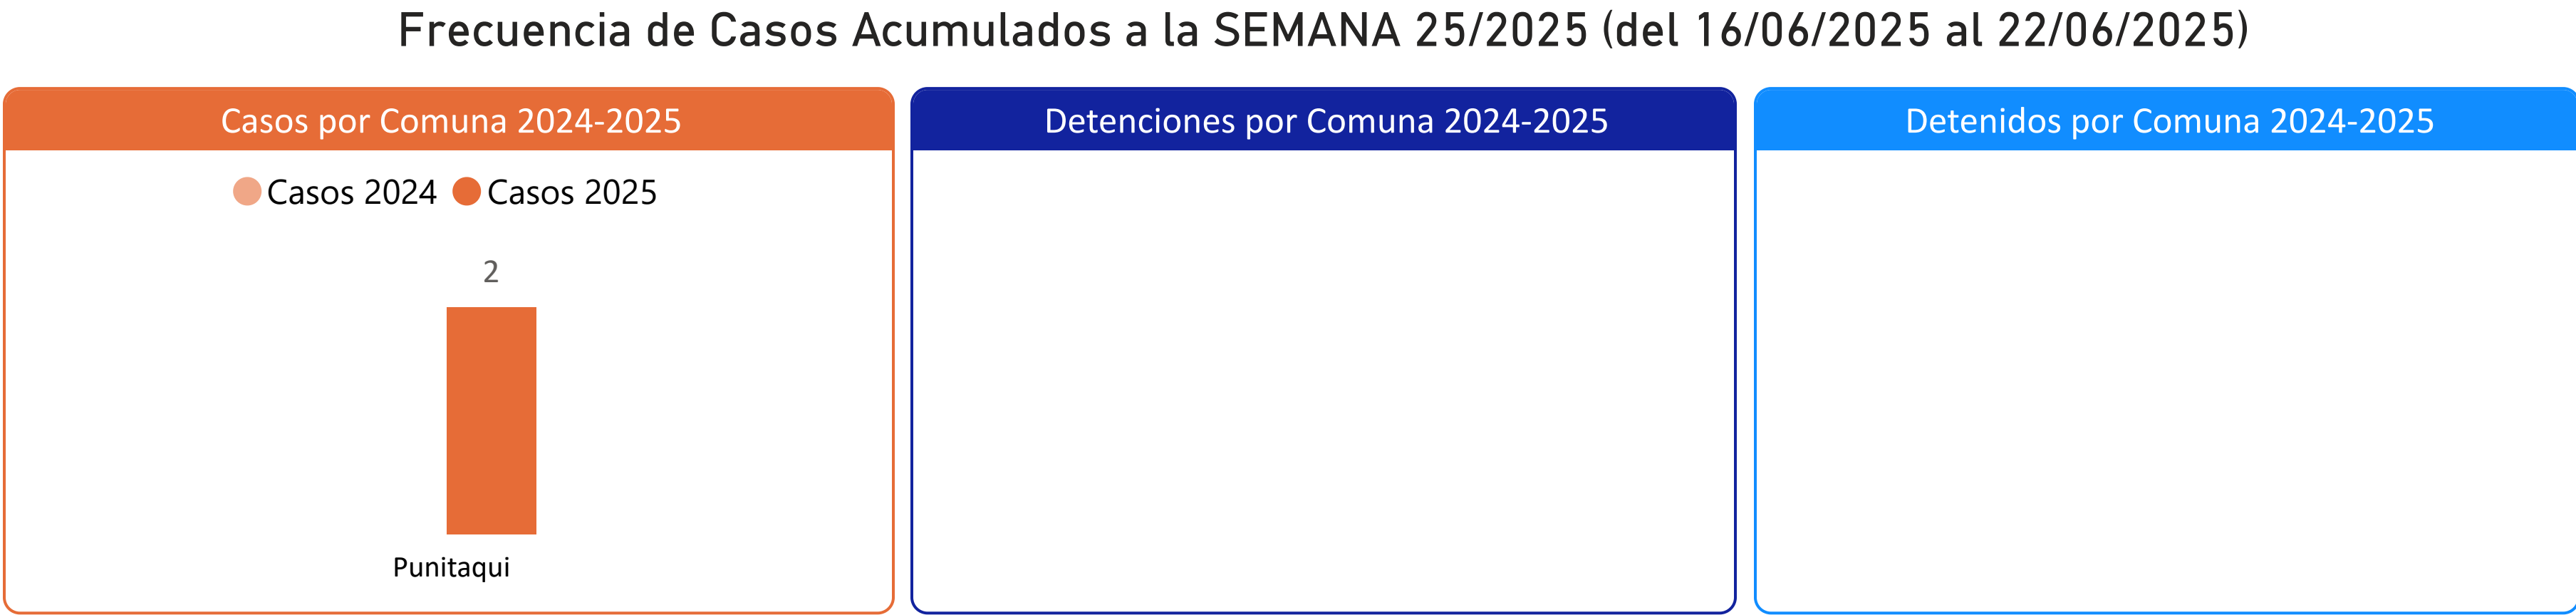 Frecuencia de Casos Acumulados a la SEMANA 25/2025 (del 16/06/2025 al 22/06/2025)
Casos por Comuna 2024-2025
Casos 2024 Casos 2025
2
Punitaqui
Detenciones por Comuna 2024-2025
Detenidos por Comuna 2024-2025